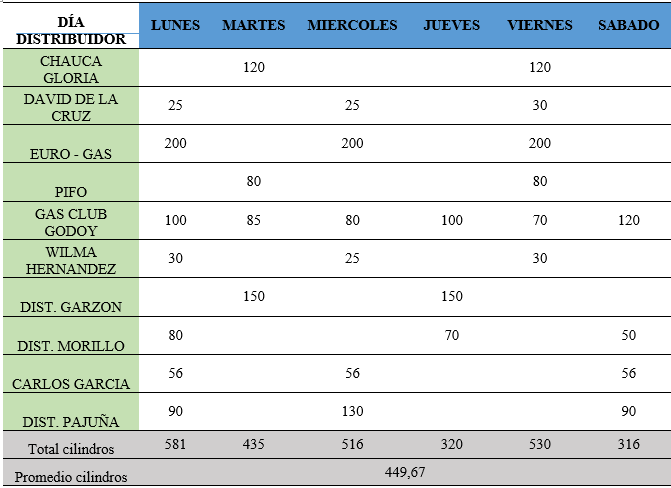 DÍA
DISTRIBUIDOR LUNES MARTES MIERCOLES JUEVES VIERNES SABADO
CHAUCA
GLORIA 120 120
DAVID DE LA
CRUZ 25 25 30
EURO - GAS 200 200 200
PIFO 80 80
GAS CLUB
GODOY 100 85 80 100 70 120
WILMA
HERNANDEZ 30 25 30
DIST. GARZON 150 150
DIST. MORILLO 80 70 50
CARLOS GARCIA 56 56 56
DIST. PAJUÑA 90 130 90
Total cilindros 581 435 516 320 530 316
Promedio cilindros 449,67